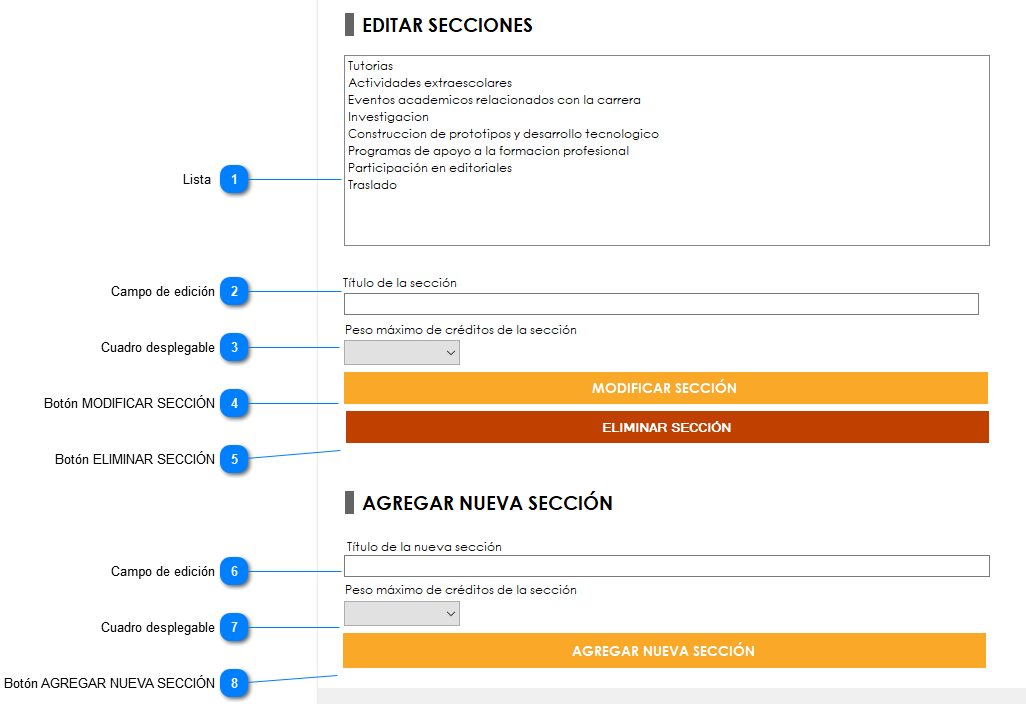 EDITAR SECCIONES
Tutorias
Actividades extraescolares
Eventos academicos relacionados con la carrera
Investigacion
Construccion de prototipos y desarrollo tecnologico
Programas de apoyo a la formacion profesional
Participación en editoriales
Traslado
Lista 1
Título de la sección
Campo de edición 2
Peso máximo de créditos de la sección
Cuadro desplegable 3
MODIFICAR SECCIÓN
Botón MODIFICAR SECCIÓN 4
ELIMINAR SECCIÓN
Botón ELIMINAR SECCIÓN 5
AGREGAR NUEVA SECCIÓN
Título de la nueva sección
Campo de edición 6
Peso máximo de créditos de la sección
Cuadro desplegable 7
AGREGAR NUEVA SECCIÓN
Botón AGREGAR NUEVA SECCIÓN 8